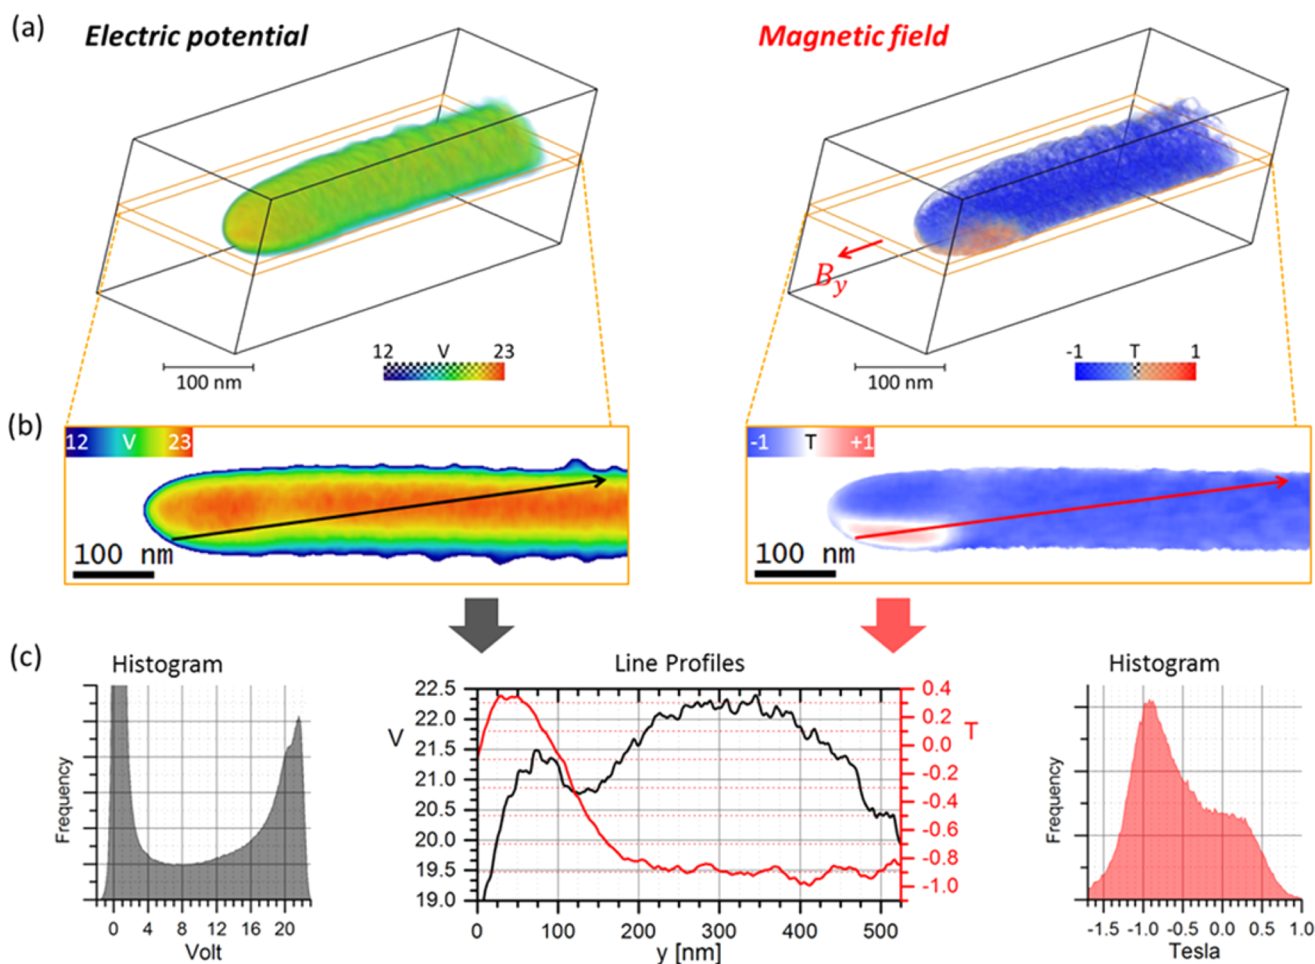 (a)
Electric potential
Magnetic field
B_y
12 V 23
100 nm
-1 T 1
100 nm
(b)
12 V 23
100 nm
-1 T +1
100 nm
(c)
Histogram
Frequency
0 4 8 12 16 20
Volt
Line Profiles
V
22.5
22.0
21.5
21.0
20.5
20.0
19.5
19.0
0 100 200 300 400 500
y [nm]
T
0.4
0.2
0.0
-0.2
-0.4
-0.6
-0.8
-1.0
Histogram
Frequency
-1.5 -1.0 -0.5 0.0 0.5 1.0
Tesla